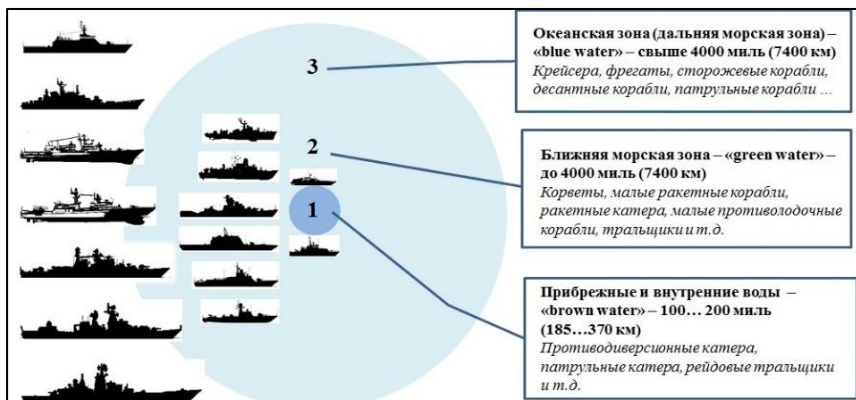 3
2
1
Океанская зона (дальняя морская зона) –
«blue water» – свыше 4000 миль (7400 км)
Крейсера, фрегаты, сторожевые корабли,
десантные корабли, патрульные корабли ...
Ближняя морская зона – «green water» –
до 4000 миль (7400 км)
Корветы, малые ракетные корабли,
ракетные катера, малые противолодочные
корабли, тральщики и т.д.
Прибрежные и внутренние воды –
«brown water» – 100... 200 миль
(185...370 км)
Противодиверсионные катера,
патрульные катера, рейдовые тральщики
и т.д.